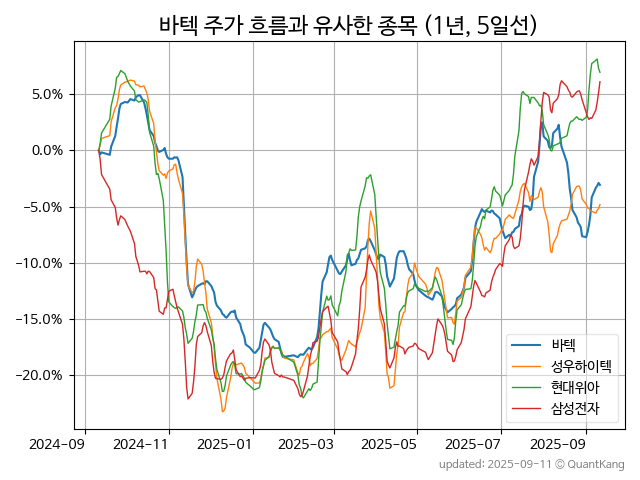 바텍 주가 흐름과 유사한 종목 (1년, 5일선)
5.0%
0.0%
−5.0%
−10.0%
−15.0%
−20.0%
2024-09
2024-11
2025-01
2025-03
2025-05
2025-07
2025-09
바텍
성우하이텍
현대위아
삼성전자
updated: 2025-09-11 © QuantKang